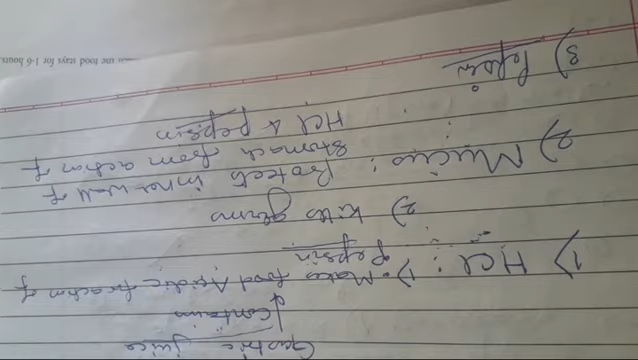 Gastric juice
contains
1) HCl : 1) Makes food Acidic for action of
pepsin
2) kills germs
2) Mucus : Protects inner wall of
stomach from action of
HCl & pepsin
3) Pepsin
use food stays for 1-6 hours